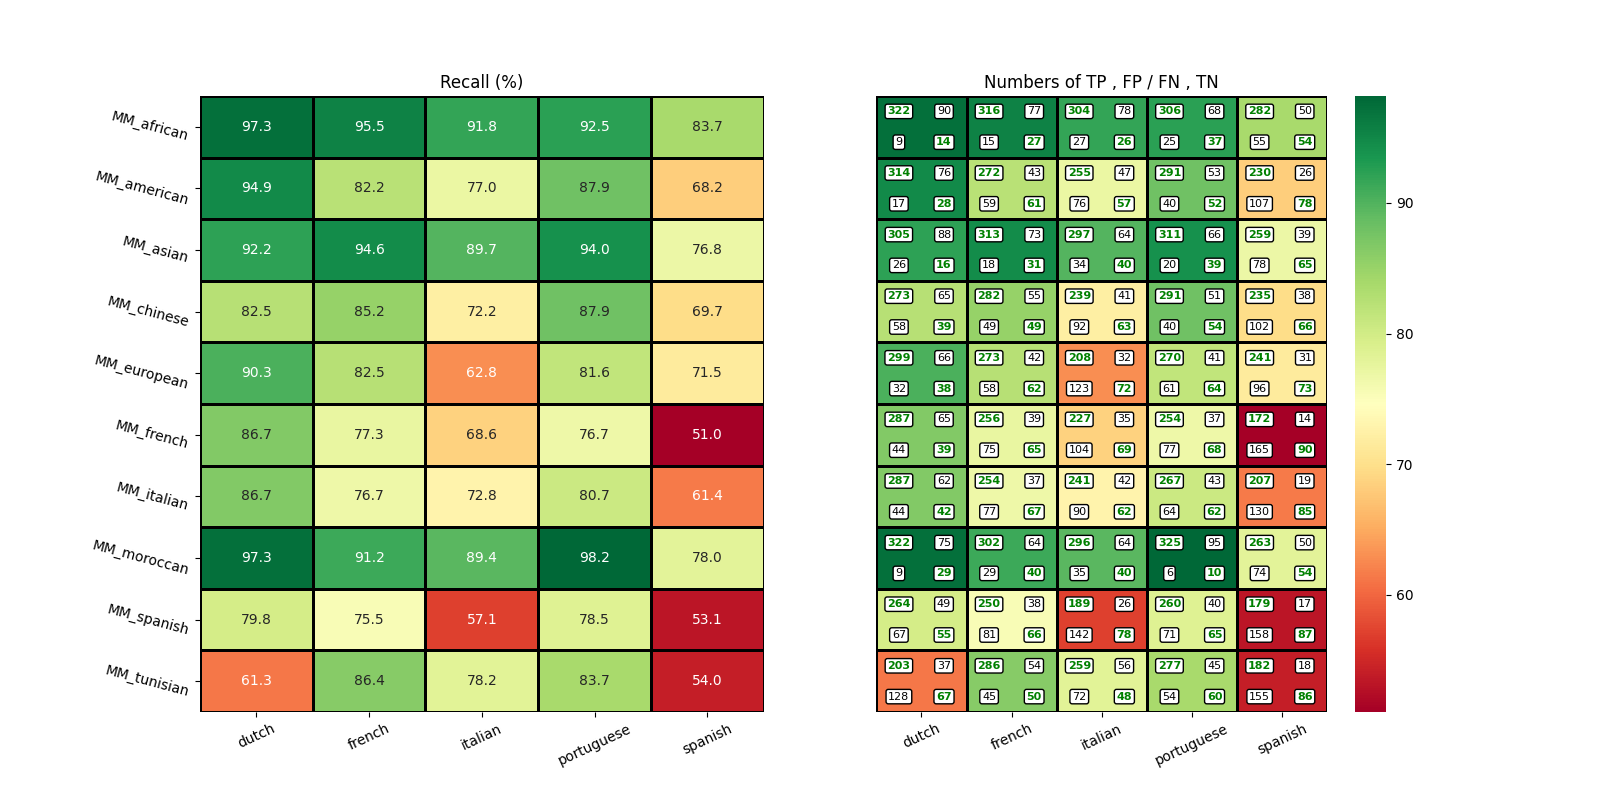 Recall (%)
MM_african 97.3 95.5 91.8 92.5 83.7
MM_american 94.9 82.2 77.0 87.9 68.2
MM_asian 92.2 94.6 89.7 94.0 76.8
MM_chinese 82.5 85.2 72.2 87.9 69.7
MM_european 90.3 82.5 62.8 81.6 71.5
MM_french 86.7 77.3 68.6 76.7 51.0
MM_italian 86.7 76.7 72.8 80.7 61.4
MM_moroccan 97.3 91.2 89.4 98.2 78.0
MM_spanish 79.8 75.5 57.1 78.5 53.1
MM_tunisian 61.3 86.4 78.2 83.7 54.0
dutch french italian portuguese spanish
Numbers of TP , FP / FN , TN
322 90 316 77 304 78 306 68 282 50
9 14 15 27 27 26 25 37 55 54
314 76 272 43 255 47 291 53 230 26
17 28 59 61 76 57 40 52 107 78
305 88 313 73 297 64 311 66 259 39
26 16 18 31 34 40 20 39 78 65
273 65 282 55 239 41 291 51 235 38
58 39 49 49 92 63 40 54 102 66
299 66 273 42 208 32 270 41 241 31
32 38 58 62 123 72 61 64 96 73
287 65 256 39 227 35 254 37 172 14
44 39 75 65 104 69 77 68 165 90
287 62 254 37 241 42 267 43 207 19
44 42 77 67 90 62 64 62 130 85
322 75 302 64 296 64 325 95 263 50
9 29 29 40 35 40 6 10 74 54
264 49 250 38 189 26 260 40 179 17
67 55 81 66 142 78 71 65 158 87
203 37 286 54 259 56 277 45 182 18
128 67 45 50 72 48 54 60 155 86
dutch french italian portuguese spanish
90
80
70
60